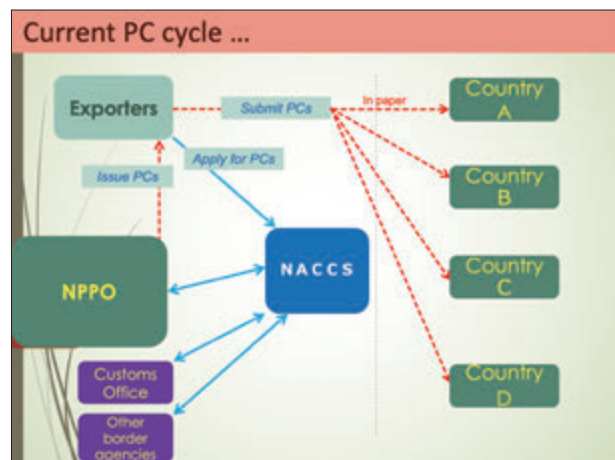 Current PC cycle ...
Exporters
Submit PCs
In paper
Country
A
Issue PCs
Apply for PCs
Country
B
NPPO
NACCS
Country
C
Customs
Office
Country
D
Other
border
agencies